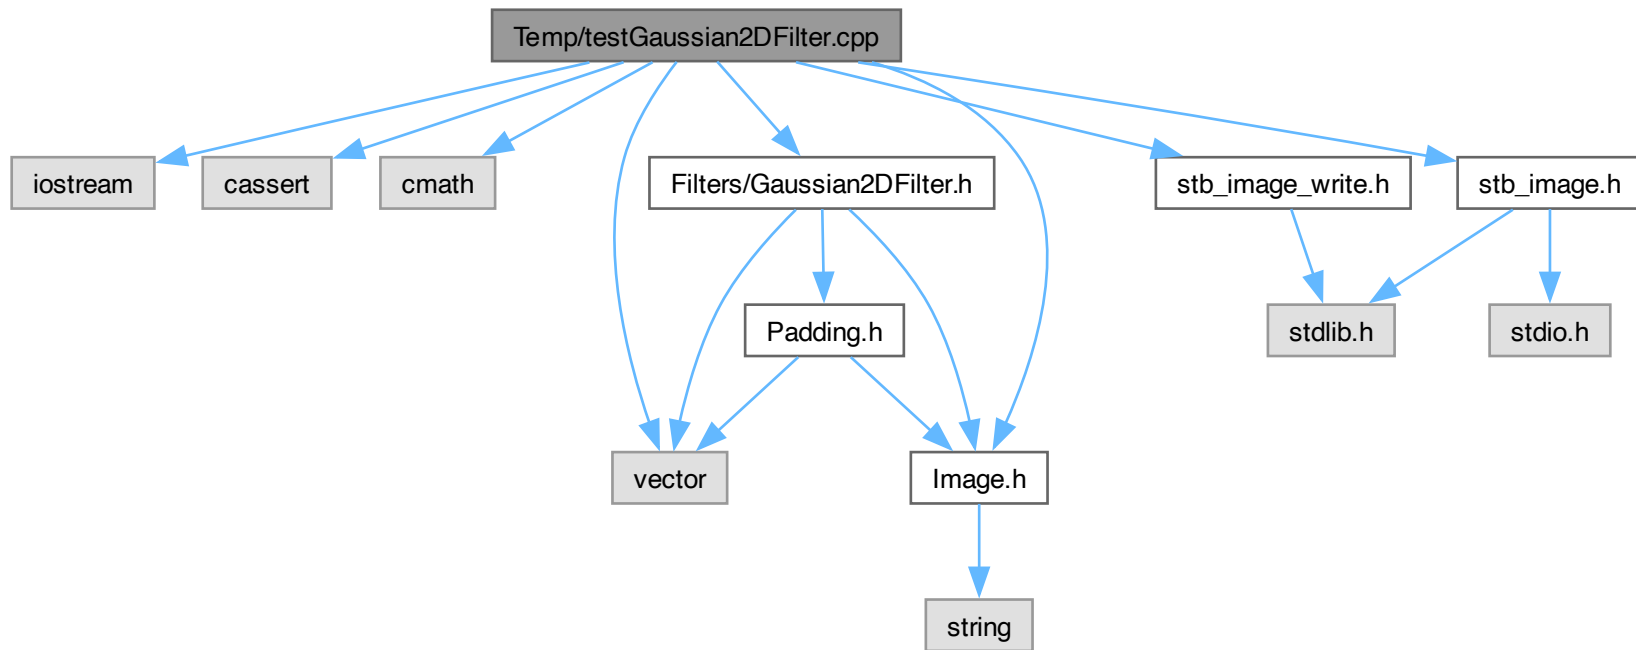 Temp/testGaussian2DFilter.cpp
iostream
cassert
cmath
Filters/Gaussian2DFilter.h
stb_image_write.h
stb_image.h
Padding.h
stdlib.h
stdio.h
vector
Image.h
string